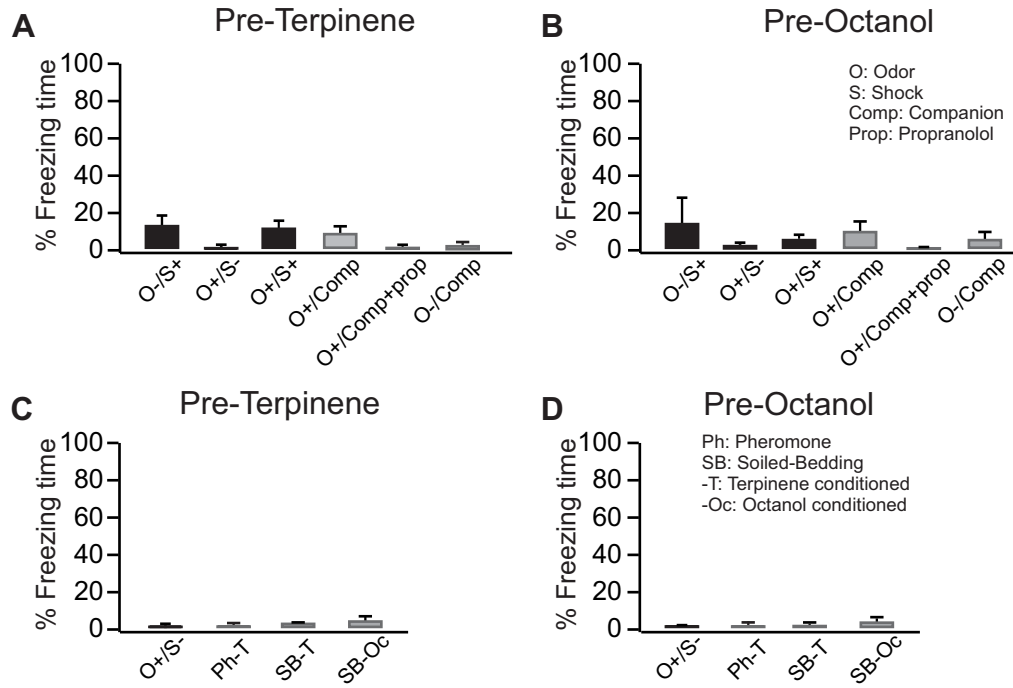 A
Pre-Terpinene
% Freezing time
100
80
60
40
20
0
O-/S+
O+/S-
O+/S+
O+/Comp
O+/Comp+prop
O-/Comp
B
Pre-Octanol
% Freezing time
100
80
60
40
20
0
O: Odor
S: Shock
Comp: Companion
Prop: Propranolol
O-/S+
O+/S-
O+/S+
O+/Comp
O+/Comp+prop
O-/Comp
C
Pre-Terpinene
% Freezing time
100
80
60
40
20
0
O+/S-
Ph-T
SB-T
SB-Oc
D
Pre-Octanol
% Freezing time
100
80
60
40
20
0
Ph: Pheromone
SB: Soiled-Bedding
-T: Terpinene conditioned
-Oc: Octanol conditioned
O+/S-
Ph-T
SB-T
SB-Oc